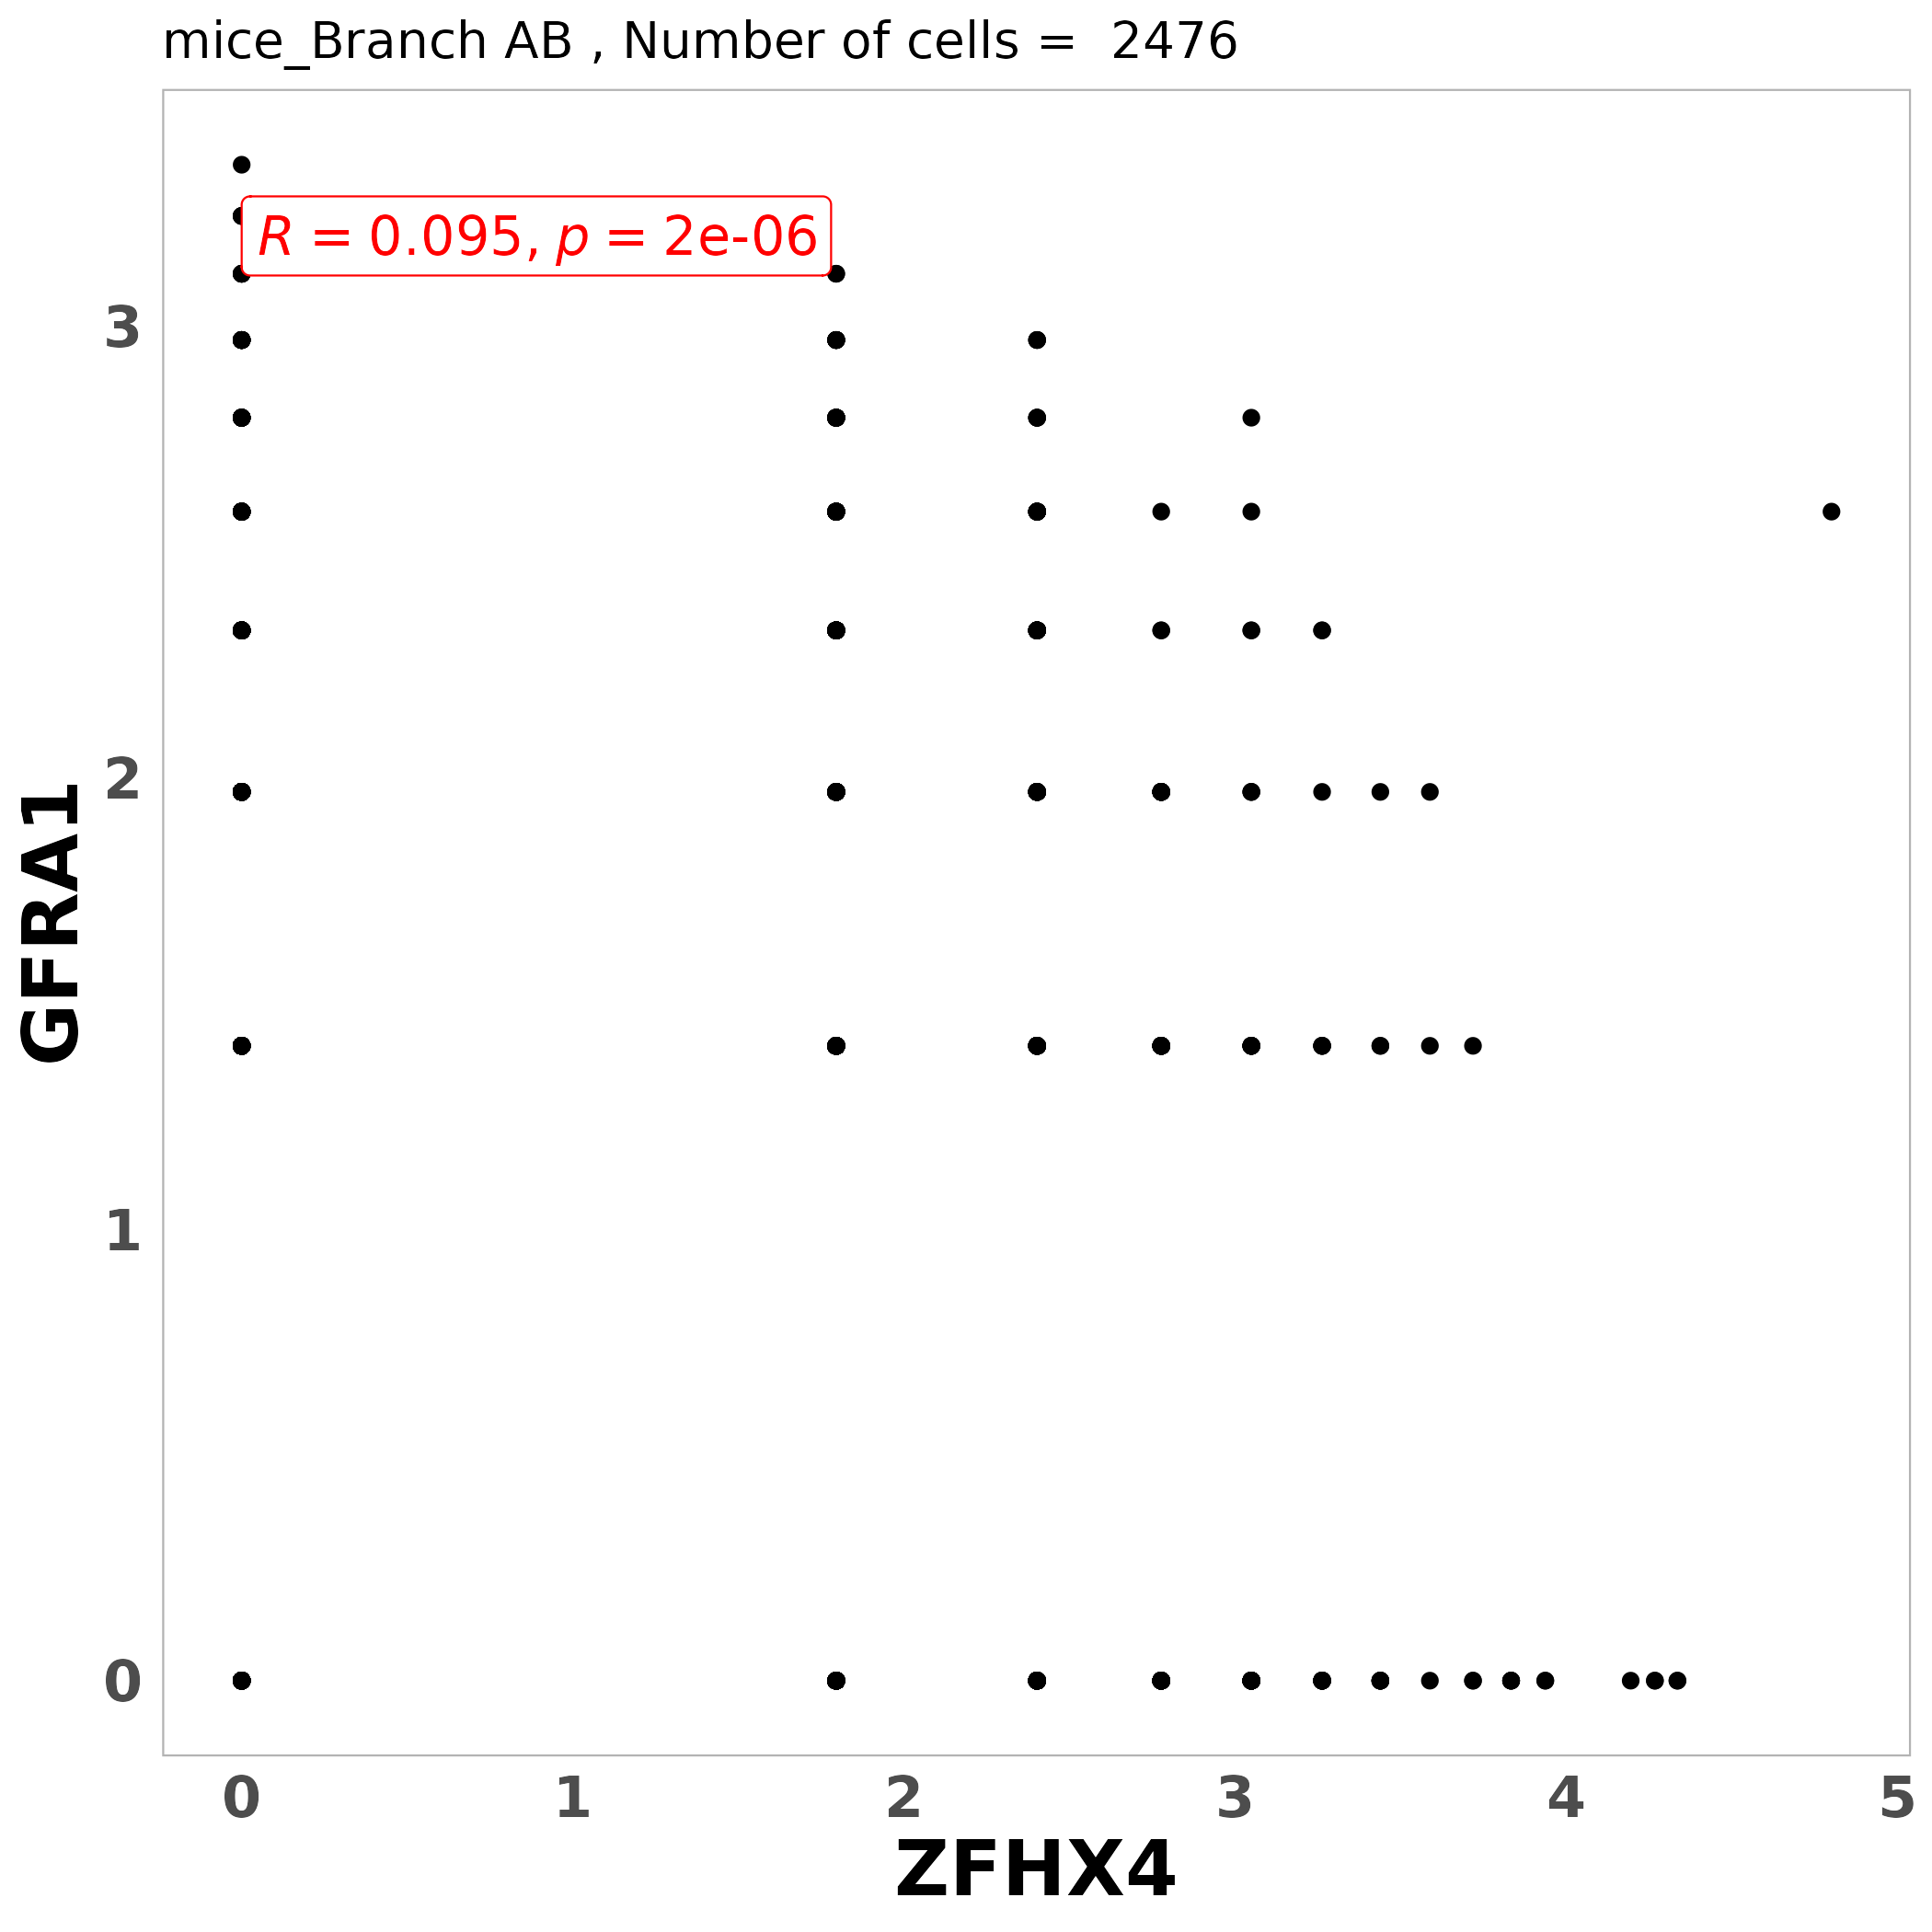 mice_Branch AB , Number of cells =  2476
R = 0.095, p = 2e-06
3
2
1
0
GFRA1
0 1 2 3 4 5
ZFHX4